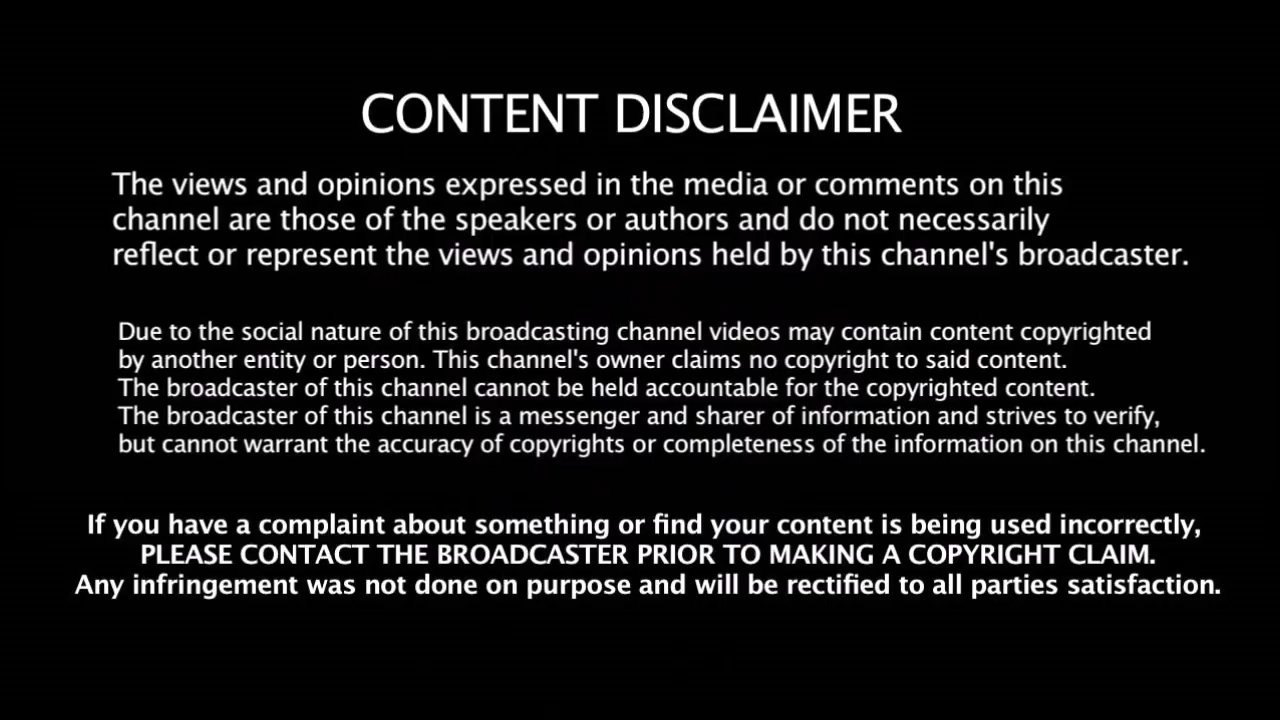 CONTENT DISCLAIMER
The views and opinions expressed in the media or comments on this
channel are those of the speakers or authors and do not necessarily
reflect or represent the views and opinions held by this channel's broadcaster.
Due to the social nature of this broadcasting channel videos may contain content copyrighted
by another entity or person. This channel's owner claims no copyright to said content.
The broadcaster of this channel cannot be held accountable for the copyrighted content.
The broadcaster of this channel is a messenger and sharer of information and strives to verify,
but cannot warrant the accuracy of copyrights or completeness of the information on this channel.
If you have a complaint about something or find your content is being used incorrectly,
PLEASE CONTACT THE BROADCASTER PRIOR TO MAKING A COPYRIGHT CLAIM.
Any infringement was not done on purpose and will be rectified to all parties satisfaction.